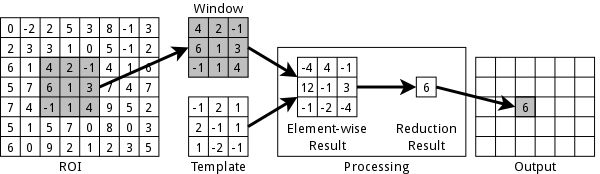 Window
0 -2 2 5 3 8 -1 3
2 3 3 1 0 5 -1 2
6 1 4 2 -1 4 1 6
5 7 6 1 3 7 4 7
7 4 -1 1 4 9 5 2
5 1 5 7 0 8 0 3
6 0 9 2 1 2 3 5
ROI
4 2 -1
6 1 3
-1 1 4
-1 2 1
2 -1 1
1 -2 -1
Template
-4 4 -1
12 -1 3
-1 -2 -4
Element-wise
Result
6
Reduction
Result
Processing
6
Output